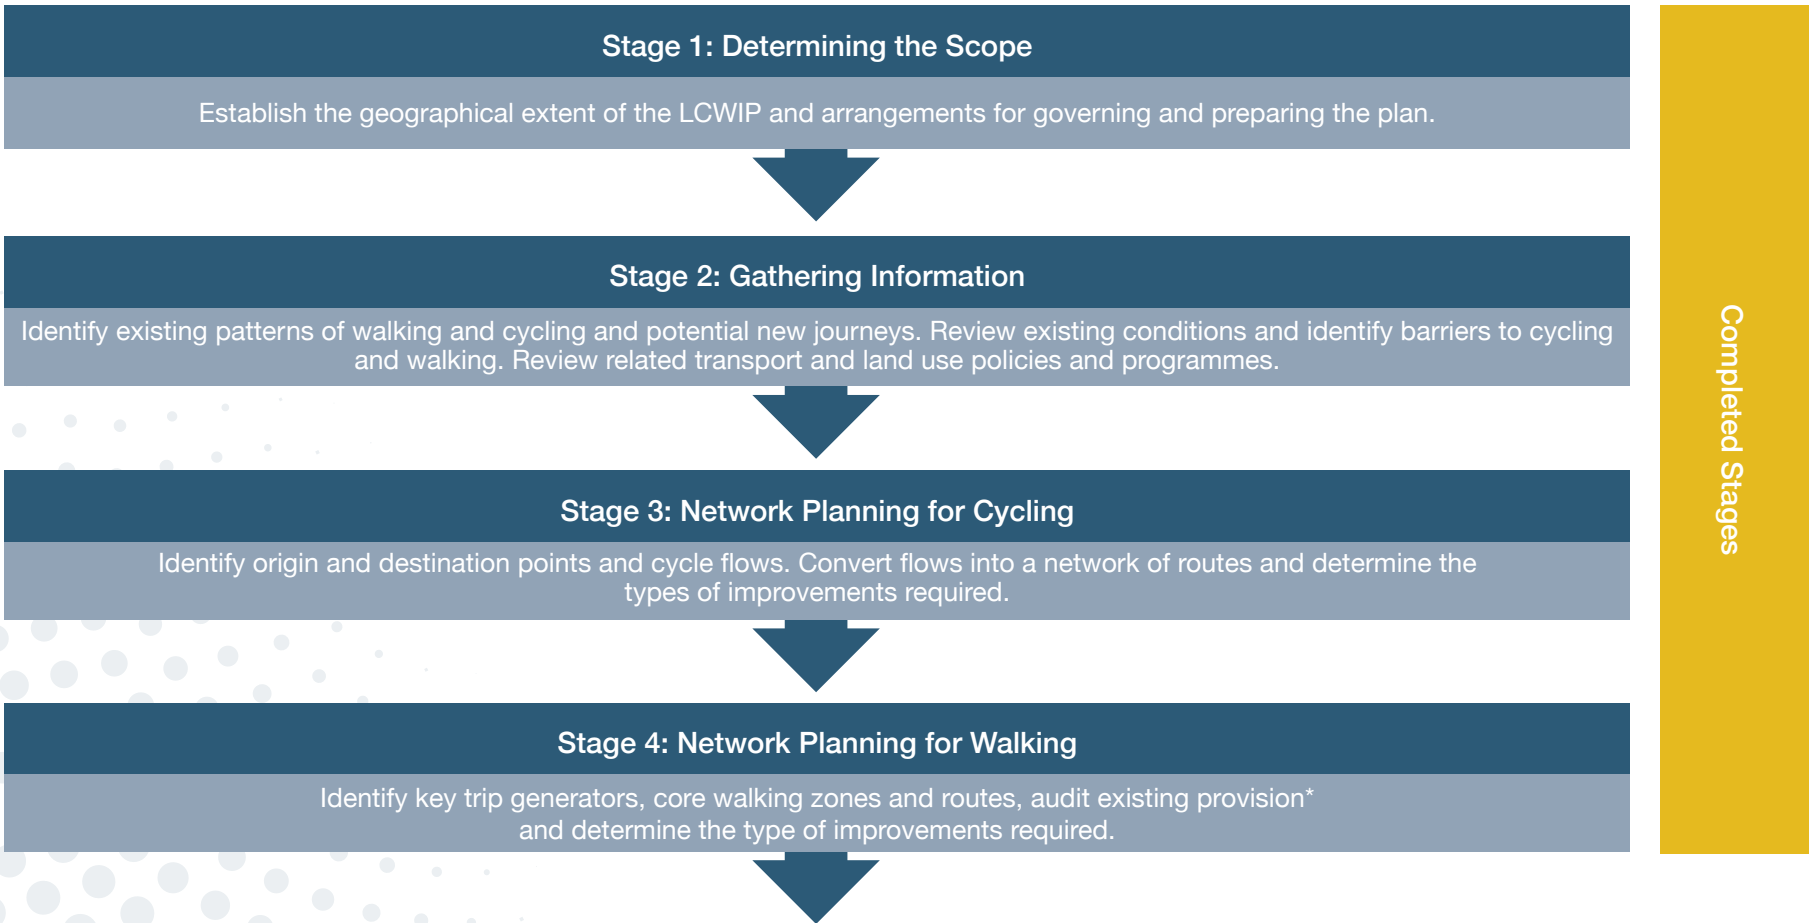 Stage 1: Determining the Scope
Establish the geographical extent of the LCWIP and arrangements for governing and preparing the plan.
Stage 2: Gathering Information
Identify existing patterns of walking and cycling and potential new journeys. Review existing conditions and identify barriers to cycling
and walking. Review related transport and land use policies and programmes.
Stage 3: Network Planning for Cycling
Identify origin and destination points and cycle flows. Convert flows into a network of routes and determine the
types of improvements required.
Stage 4: Network Planning for Walking
Identify key trip generators, core walking zones and routes, audit existing provision*
and determine the type of improvements required.
Completed Stages